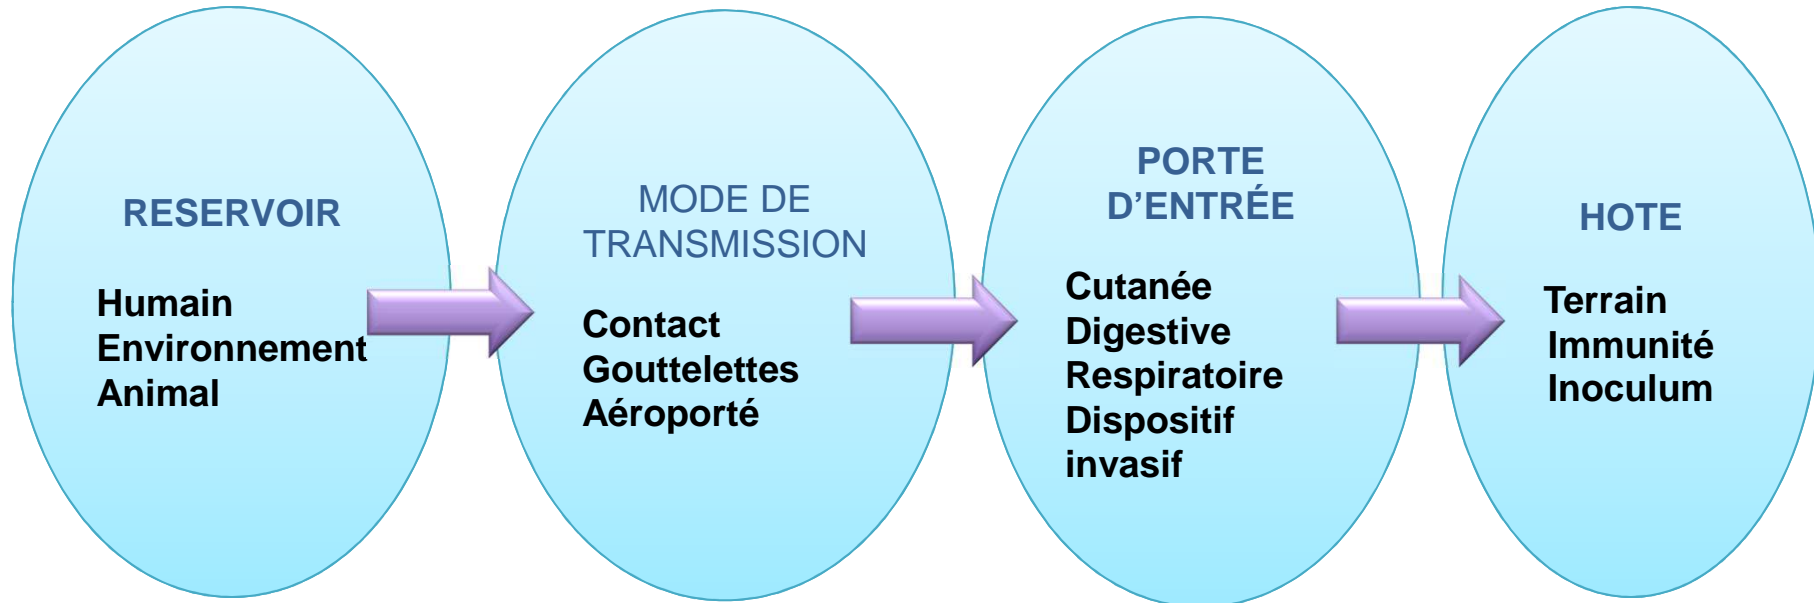 RESERVOIR
Humain
Environnement
Animal
MODE DE
TRANSMISSION
Contact
Gouttelettes
Aéroporté
PORTE
D’ENTRÉE
Cutanée
Digestive
Respiratoire
Dispositif
invasif
HOTE
Terrain
Immunité
Inoculum